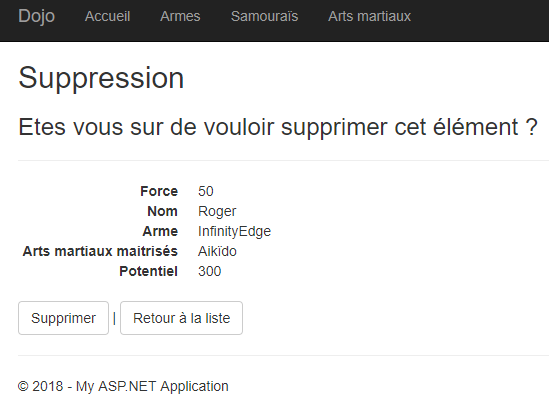 Dojo Accueil Armes Samouraïs Arts martiaux
Suppression
Etes vous sur de vouloir supprimer cet élément ?
Force 50
Nom Roger
Arme InfinityEdge
Arts martiaux maitrisés Aikïdo
Potentiel 300
Supprimer | Retour à la liste
© 2018 - My ASP.NET Application